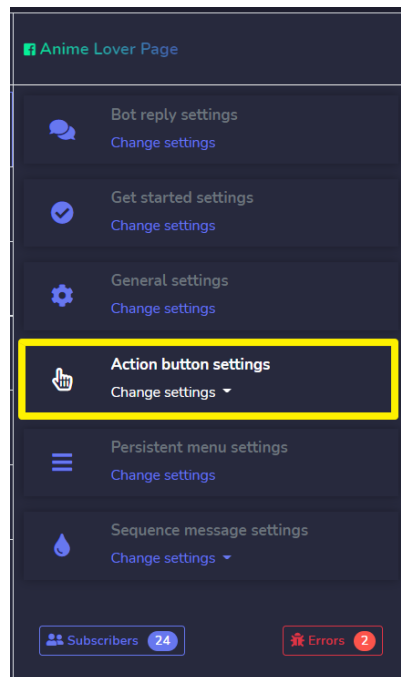 Anime Lover Page
Bot reply settings
Change settings
Get started settings
Change settings
General settings
Change settings
Action button settings
Change settings
Persistent menu settings
Change settings
Sequence message settings
Change settings
Subscribers 24
Errors 2